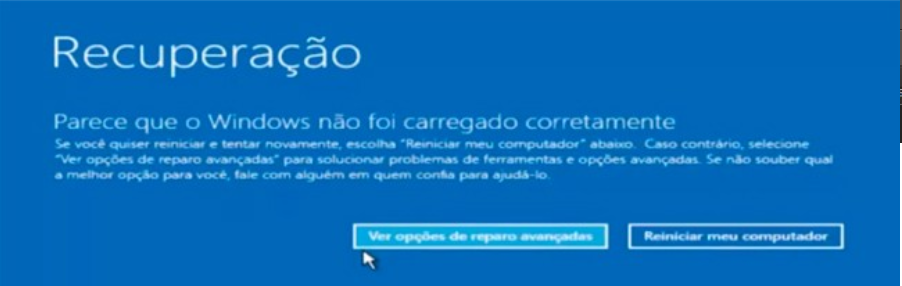 Recuperação
Parece que o Windows não foi carregado corretamente
Se você quiser reiniciar e tentar novamente, escolha "Reiniciar meu computador" abaixo. Caso contrário, selecione
"Ver opções de reparo avançadas" para solucionar problemas de ferramentas e opções avançadas. Se não souber qual
a melhor opção para você, fale com alguém em quem confia para ajudá-lo.
Ver opções de reparo avançadas
Reiniciar meu computador